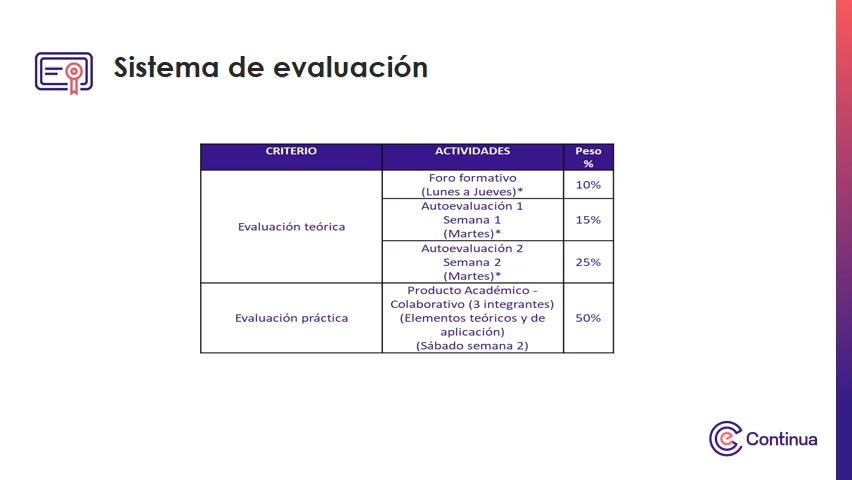 Sistema de evaluación
CRITERIO
ACTIVIDADES
Peso
%
Evaluación teórica
Foro formativo
(Lunes a Jueves)*
10%
Autoevaluación 1
Semana 1
(Martes)*
15%
Autoevaluación 2
Semana 2
(Martes)*
25%
Evaluación práctica
Producto Académico -
Colaborativo (3 integrantes)
(Elementos teóricos y de
aplicación)
(Sábado semana 2)
50%
Continua